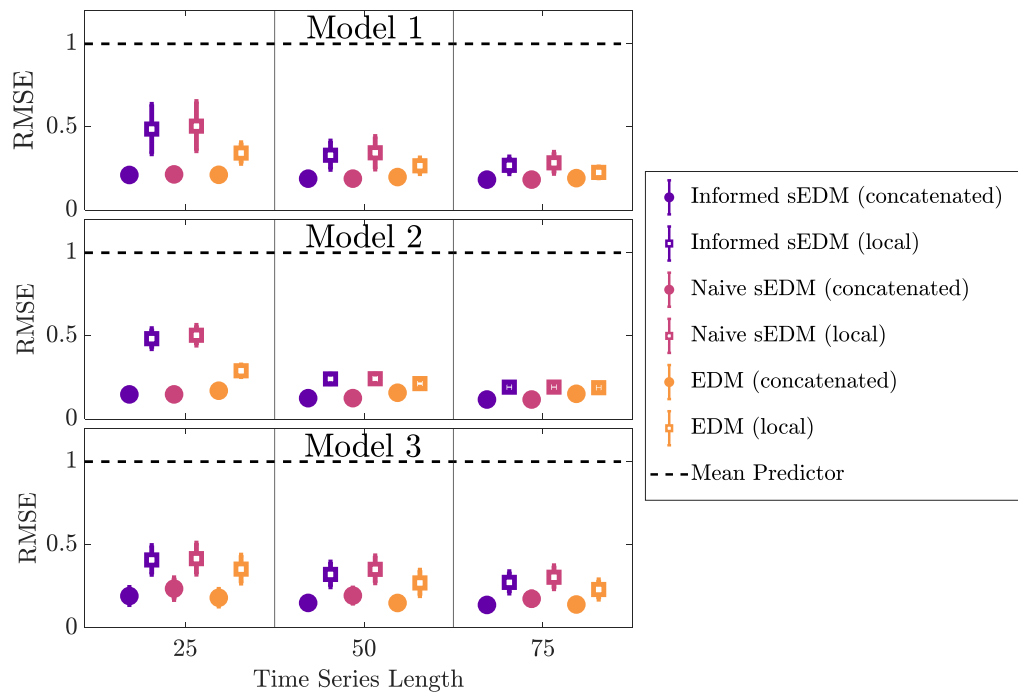 Model 1
1
0.5
0
RMSE
Model 2
1
0.5
0
RMSE
Model 3
1
0.5
0
RMSE
25 50 75
Time Series Length
Informed sEDM (concatenated)
Informed sEDM (local)
Naive sEDM (concatenated)
Naive sEDM (local)
EDM (concatenated)
EDM (local)
Mean Predictor